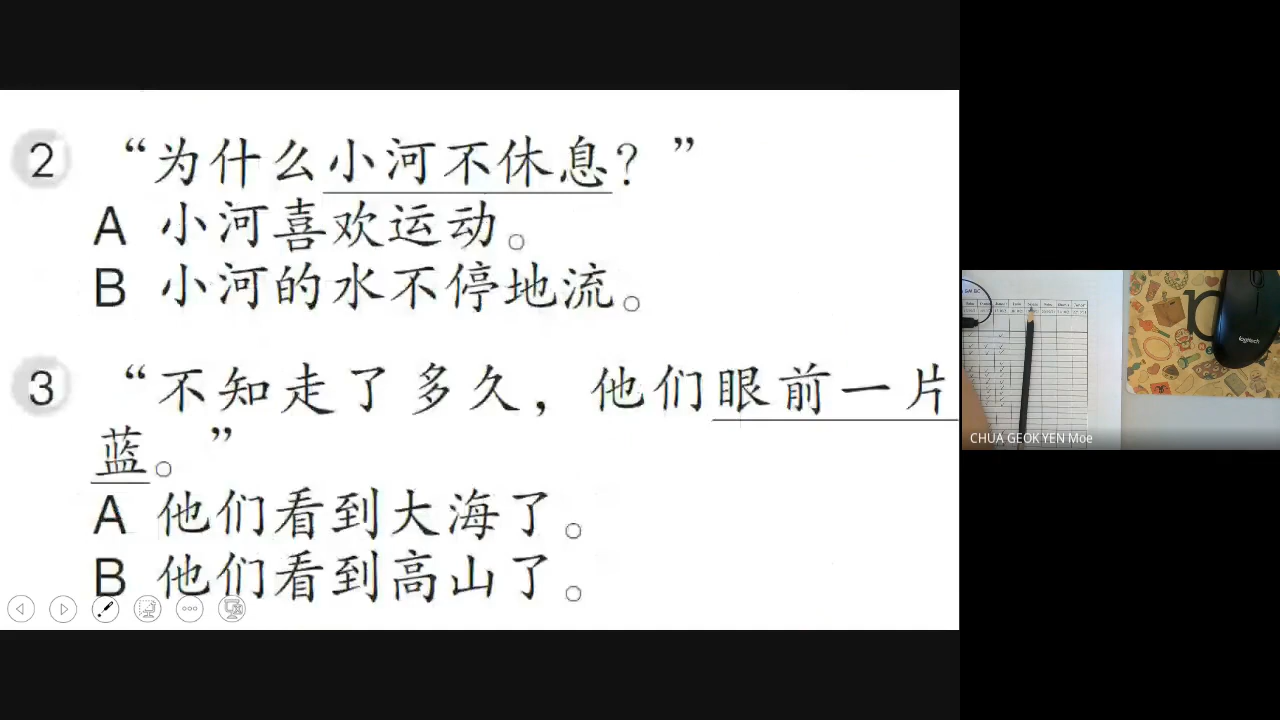 2 “为什么小河不休息？”
A 小河喜欢运动。
B 小河的水不停地流。
3 “不知走了多久，他们眼前一片
蓝。”
A 他们看到大海了。
B 他们看到高山了。
CHUA GEOK YEN Moe
logitech